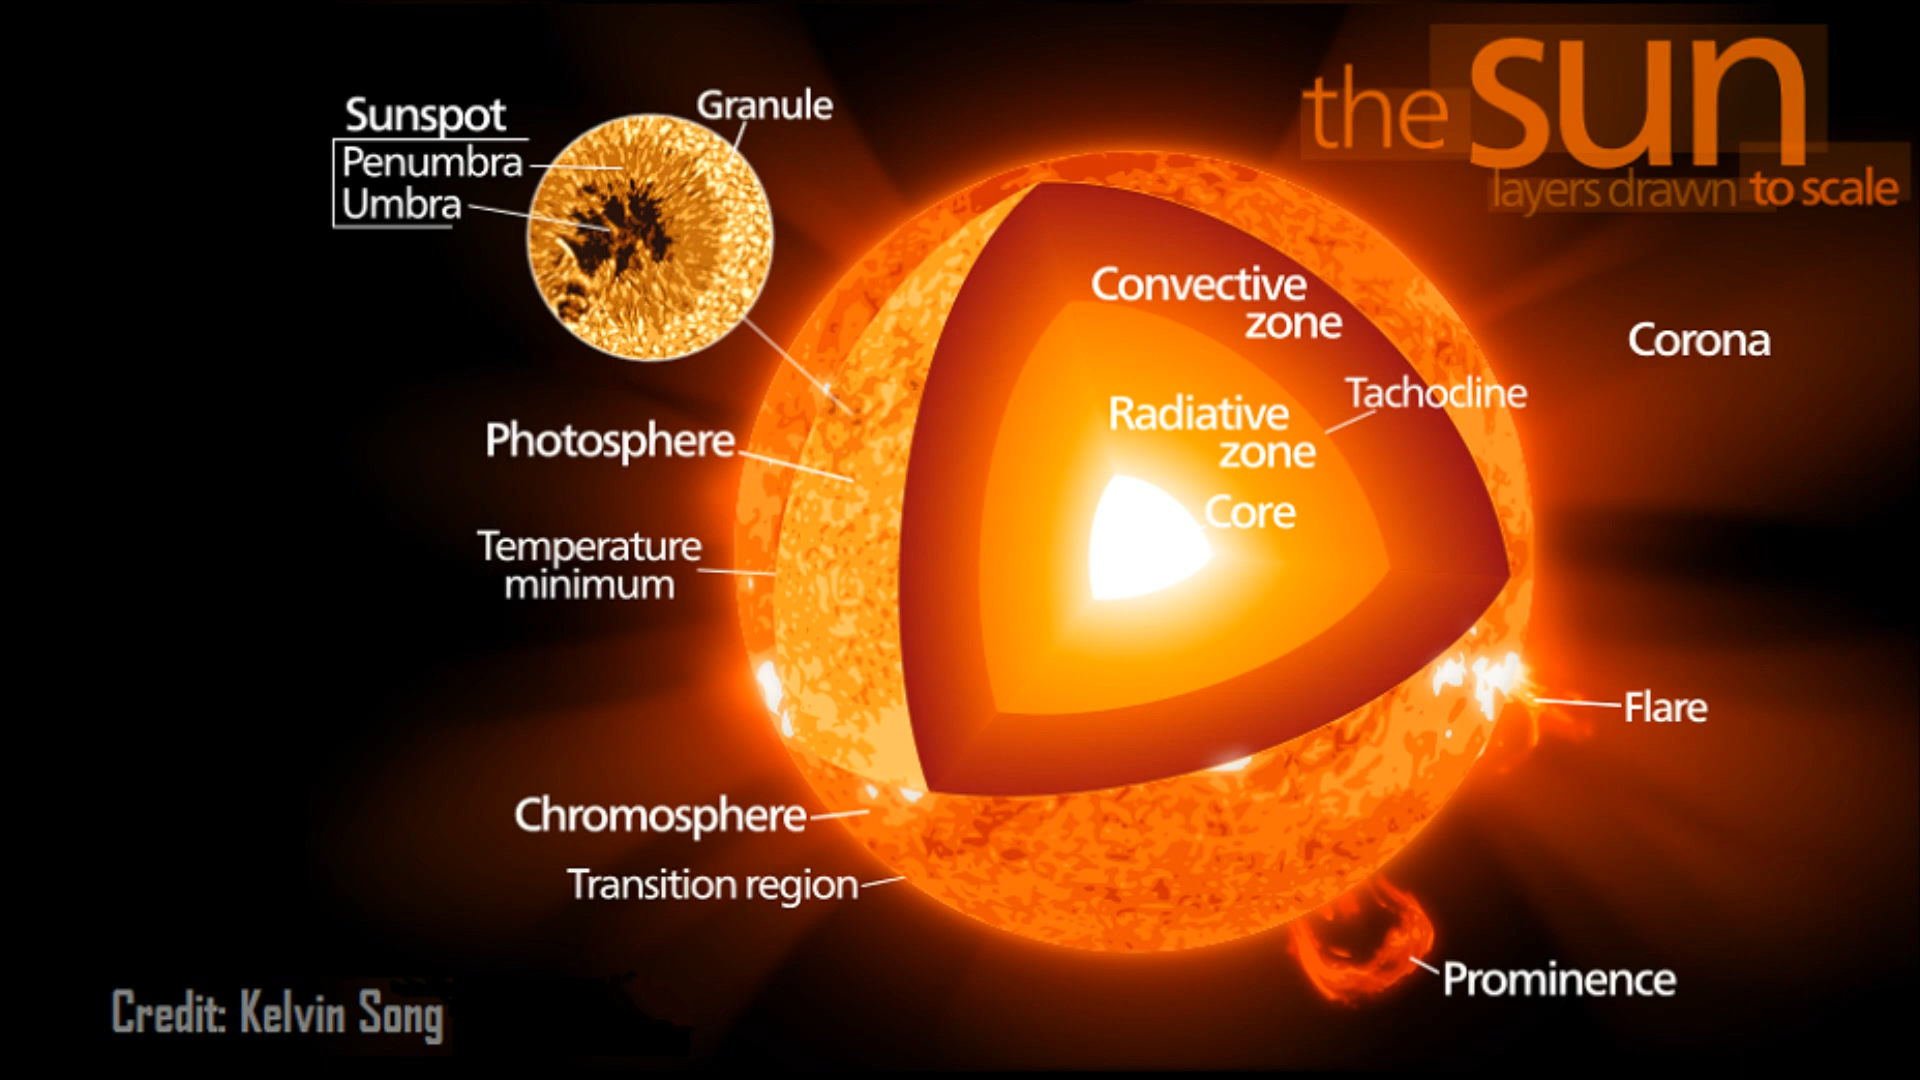 the sun
layers drawn to scale
Sunspot
Penumbra
Umbra
Granule
Convective
zone
Corona
Tachocline
Radiative
zone
Photosphere
Core
Temperature
minimum
Flare
Chromosphere
Transition region
Prominence
Credit: Kelvin Song